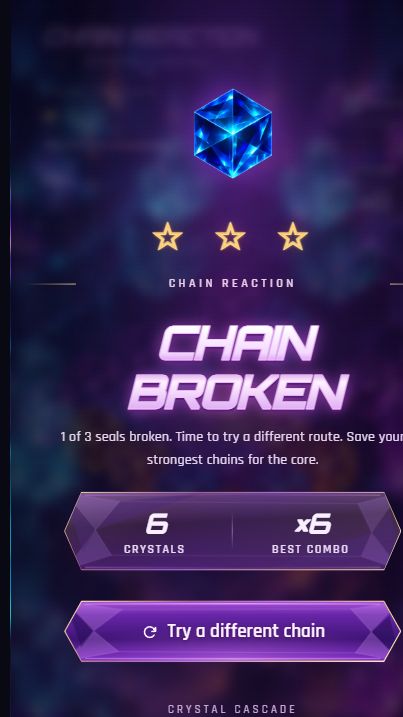 CHAIN REACTION
CHAIN
BROKEN
1 of 3 seals broken. Time to try a different route. Save your
strongest chains for the core.
6
x6
CRYSTALS
BEST COMBO
Try a different chain
CRYSTAL CASCADE